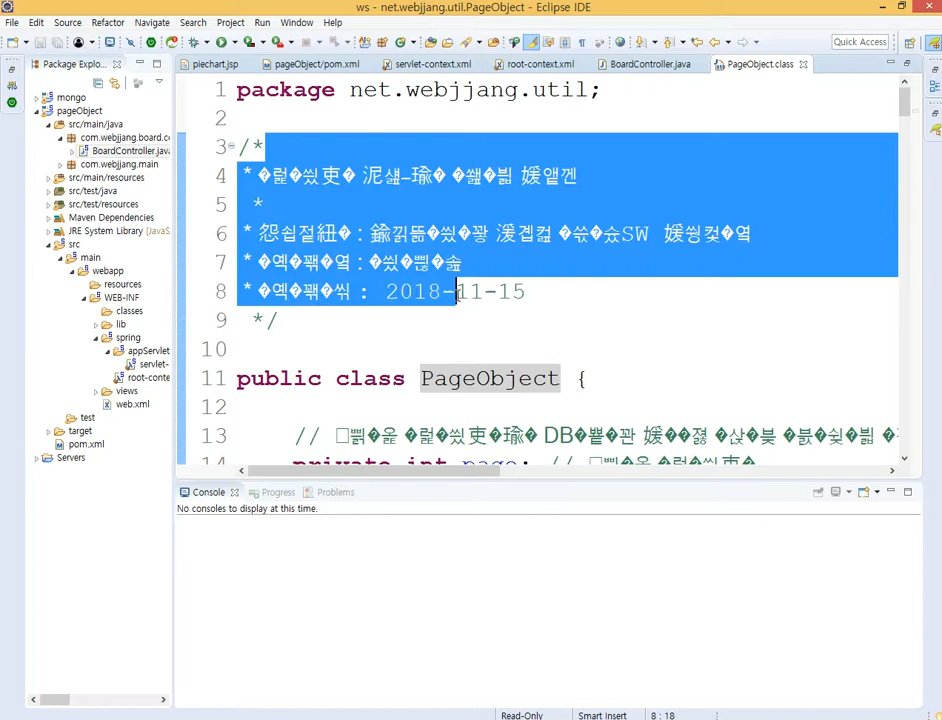 ws - net.webjjang.util.PageObject - Eclipse IDE
File Edit Source Refactor Navigate Search Project Run Window Help
Quick Access
Package Explo...
piechart.jsp
pageObject/pom.xml
servlet-context.xml
root-context.xml
BoardController.java
PageObject.class
mongo
pageObject
src/main/java
com.webjjang.board.cc
BoardController.java
com.webjjang.main
src/main/resources
src/test/java
src/test/resources
Maven Dependencies
JRE System Library [JavaS
src
main
webapp
resources
WEB-INF
classes
lib
spring
appServlet
servlet-
root-conte
views
web.xml
test
target
pom.xml
Servers
1 package net.webjjang.util;
2
3 /*
4 *
5 *
6 * :
7 * :
8 * : 2018-11-15
9 */
10
11 public class PageObject {
12
13 // DB
14 private int page; //
Console Progress Problems
No consoles to display at this time.
Read-Only Smart Insert 8 : 18